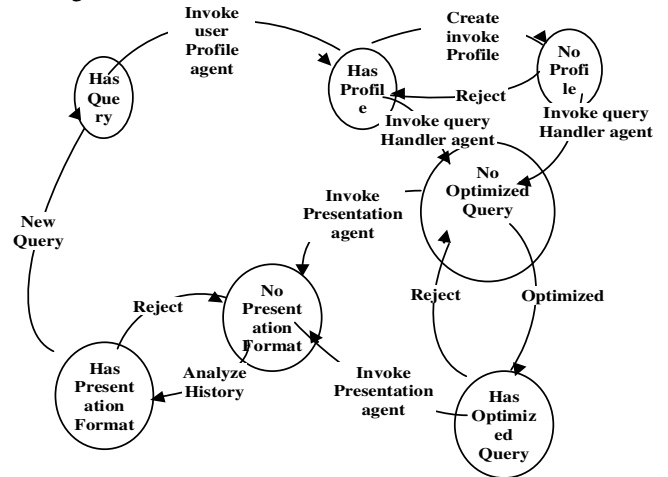 Invoke
user
Profile
agent
Create
invoke
Profile
Has
Que
ry
Has
Profil
e
No
Profi
le
Reject
Invoke query
Handler agent
Invoke query
Handler agent
No
Optimized
Query
Invoke
Presentation
agent
New
Query
Reject
No
Present
ation
Format
Reject
Optimized
Has
Present
ation
Format
Analyze
History
Invoke
Presentation
agent
Has
Optimiz
ed
Query